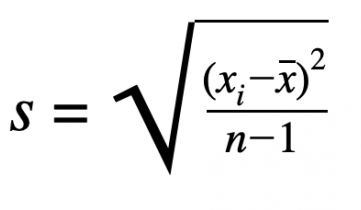 s = √((xᵢ−x̄)²/(n−1))